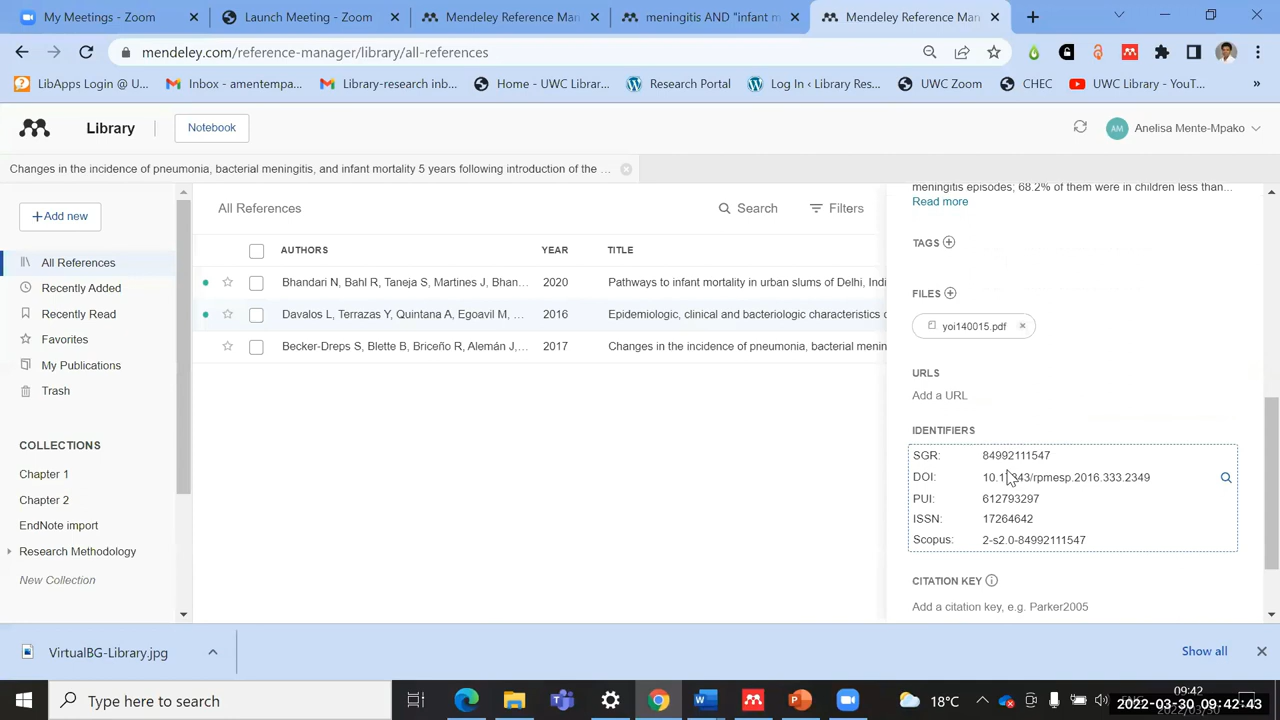 My Meetings - Zoom
Launch Meeting - Zoom
Mendeley Reference Man
meningitis AND "infant m
Mendeley Reference Man
mendeley.com/reference-manager/library/all-references
LibApps Login @ U...
Inbox - amentempa...
Library-research inb...
Home - UWC Librar...
Research Portal
Log In ‹ Library Res...
UWC Zoom
CHEC
UWC Library - YouT...
»
Library
Notebook
AM
Anelisa Mente-Mpako
Changes in the incidence of pneumonia, bacterial meningitis, and infant mortality 5 years following introduction of the ...
+Add new
All References
Recently Added
Recently Read
Favorites
My Publications
Trash
COLLECTIONS
Chapter 1
Chapter 2
EndNote import
Research Methodology
New Collection
All References
Search
Filters
AUTHORS YEAR TITLE
Bhandari N, Bahl R, Taneja S, Martines J, Bhan... 2020 Pathways to infant mortality in urban slums of Delhi, Indi
Davalos L, Terrazas Y, Quintana A, Egoavil M, ... 2016 Epidemiologic, clinical and bacteriologic characteristics c
Becker-Dreps S, Blette B, Briceño R, Alemán J,... 2017 Changes in the incidence of pneumonia, bacterial menin
meningitis episodes; 68.2% of them were in children less than...
Read more
TAGS
FILES
yoi140015.pdf
URLS
Add a URL
IDENTIFIERS
SGR: 84992111547
DOI: 43/rpmesp.2016.333.2349
PUI: 612793297
ISSN: 17264642
Scopus: 2-s2.0-84992111547
CITATION KEY
Add a citation key, e.g. Parker2005
VirtualBG-Library.jpg
Show all
Type here to search
18°C
09:42
2022-03-30 09:42:43